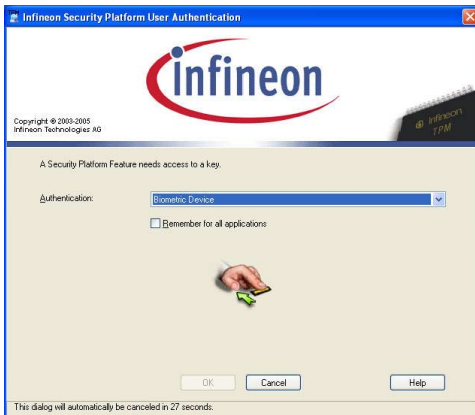 Infineon Security Platform User Authentication
infineon
Copyright © 2003-2005
Infineon Technologies AG
infineon
TPM
A Security Platform Feature needs access to a key.
Authentication:
Biometric Device
Remember for all applications
OK
Cancel
Help
This dialog will automatically be canceled in 27 seconds.